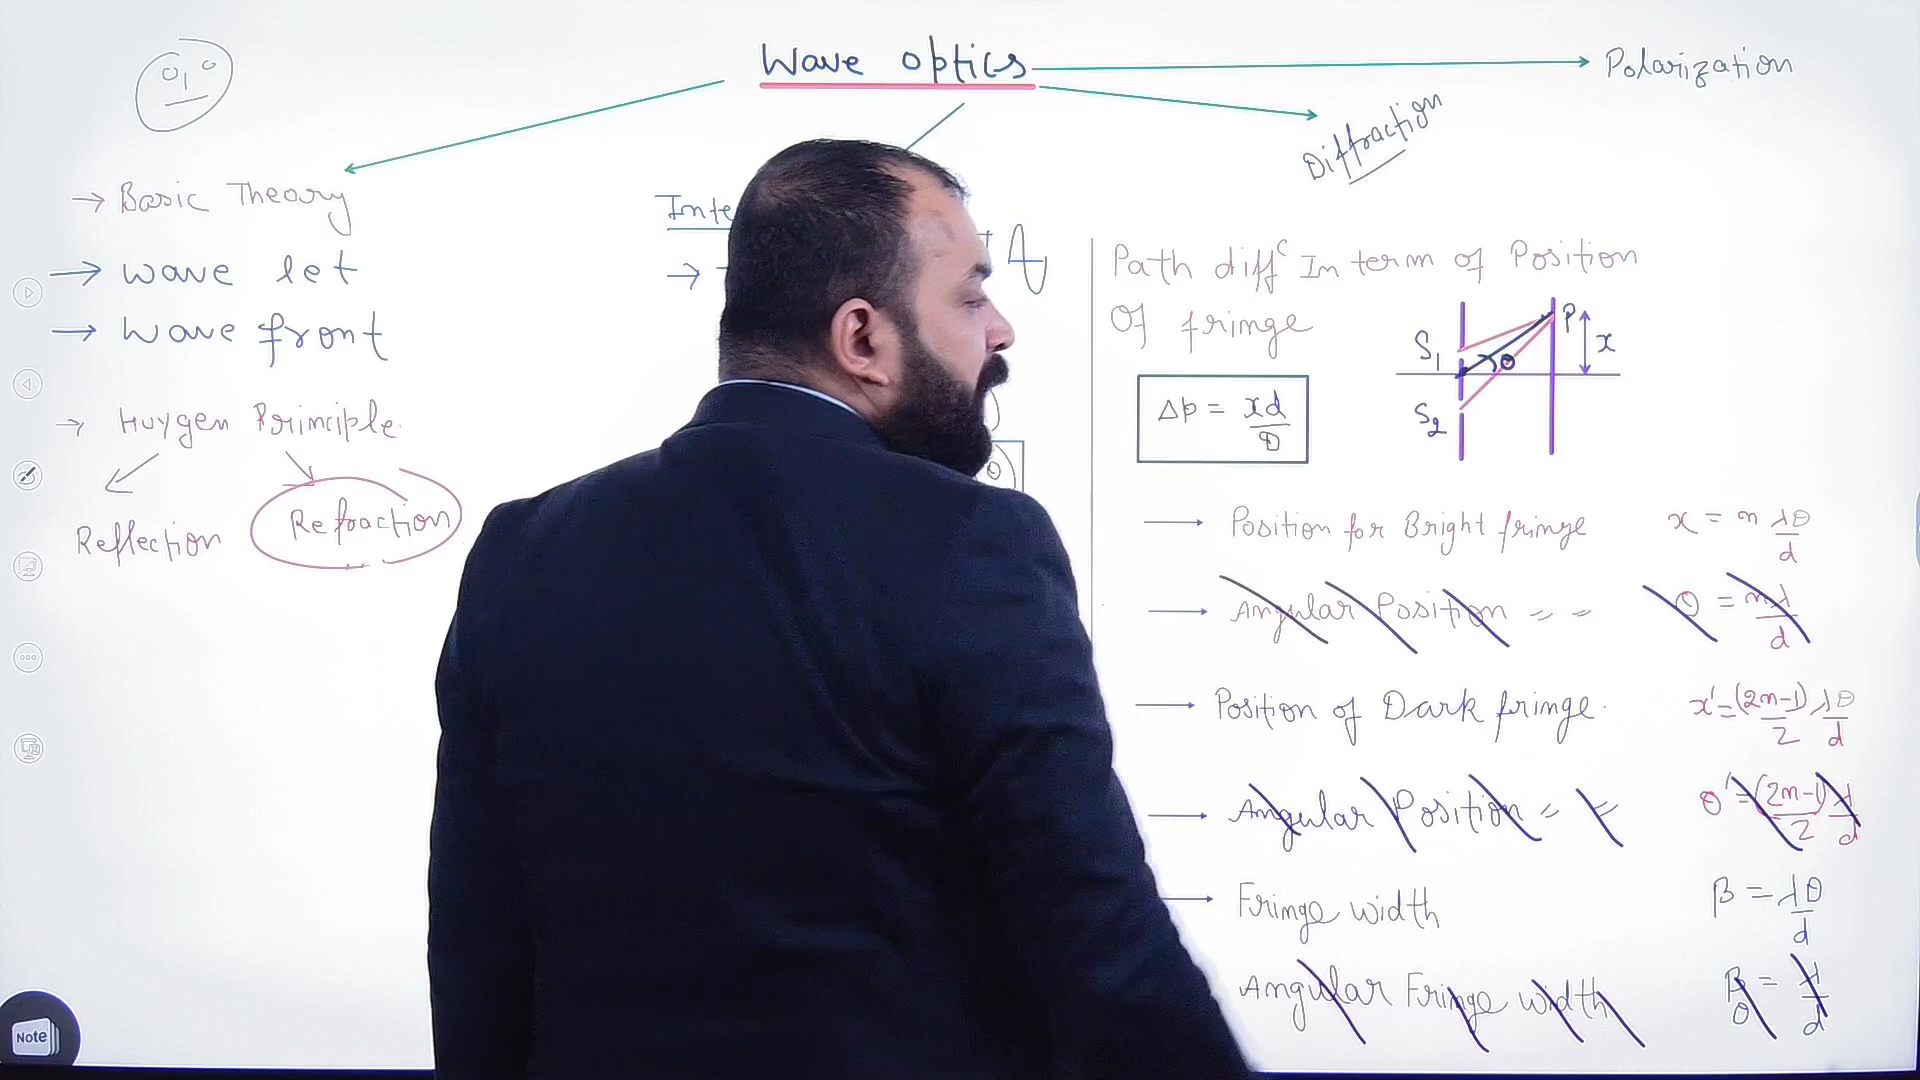 Wave optics
Polarization
Diffraction
→ Basic Theory
→ wave let
→ wave front
→ Huygen Principle
Reflection
Refraction
Path diffᶜ In term of Position
Of fringe
S₁
S₂
P
x
θ
Δp = xd/D
→ Position for Bright fringe x = nλD/d
→ Angular Position = = θ = nλ/d
→ Position of Dark fringe. x' = (2n-1)/2 λD/d
→ Angular Position = = θ' = (2n-1)/2 λ/d
→ Fringe width β = λD/d
Angular Fringe width βθ = λ/d
Note